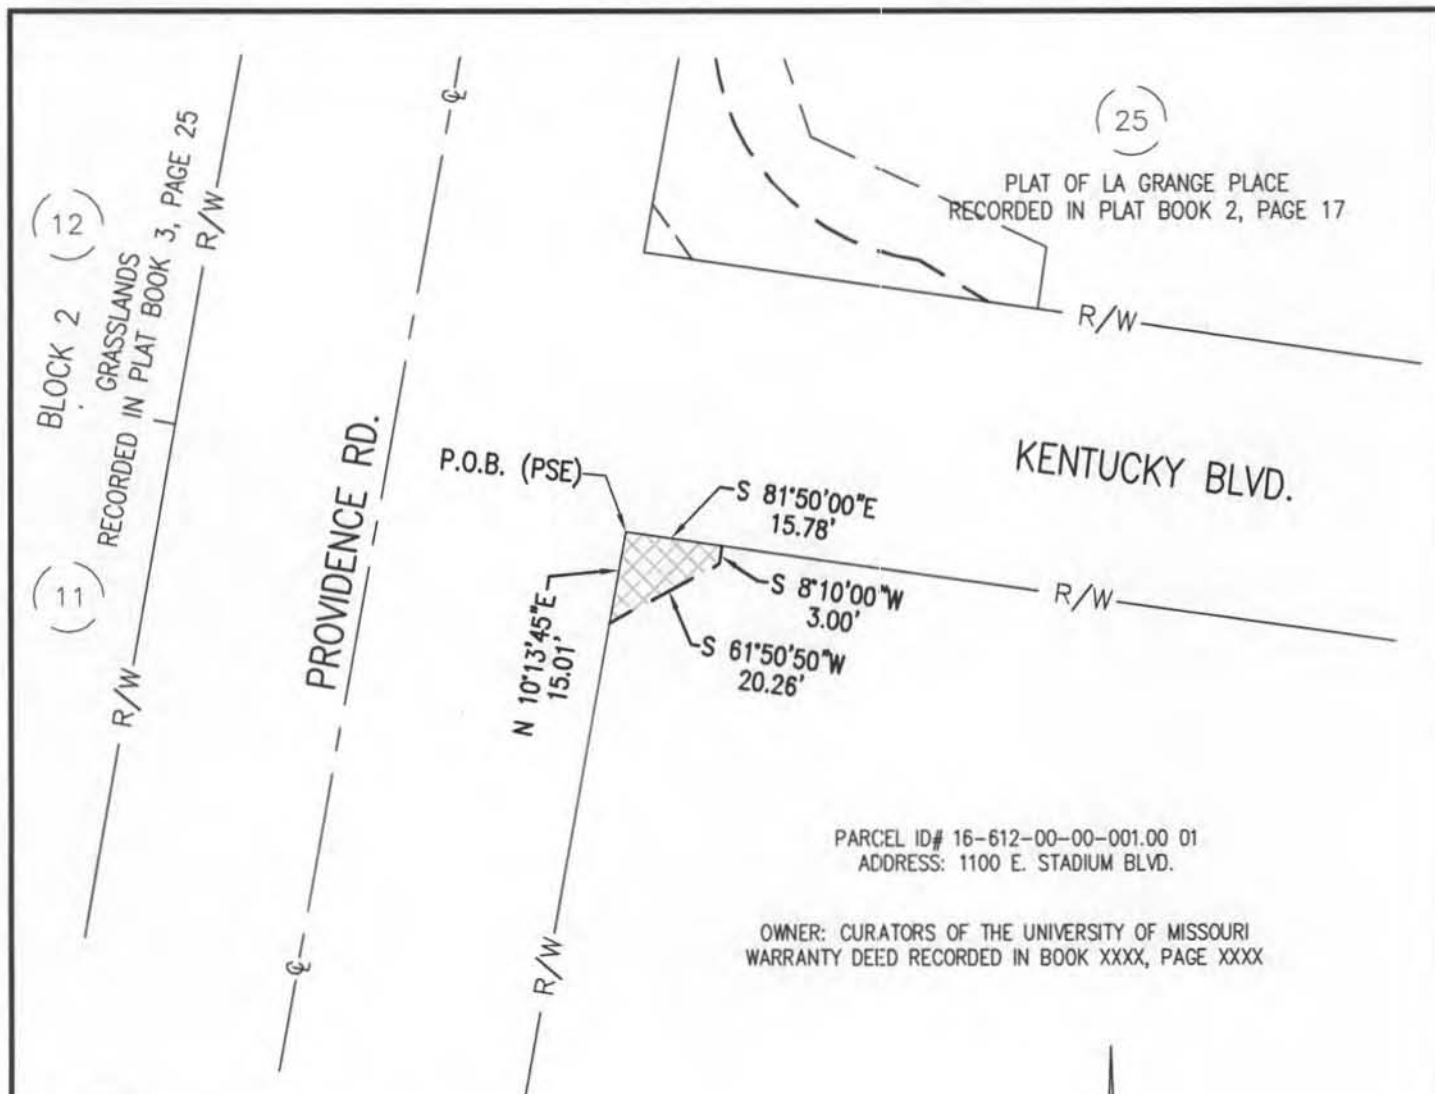 25
PLAT OF LA GRANGE PLACE
RECORDED IN PLAT BOOK 2, PAGE 17
R/W
KENTUCKY BLVD.
R/W
12
BLOCK 2
GRASSLANDS
RECORDED IN PLAT BOOK 3, PAGE 25
R/W
11
R/W
℄
PROVIDENCE RD.
℄
P.O.B. (PSE)
S 81°50'00"E
15.78'
S 8°10'00"W
3.00'
S 61°50'50"W
20.26'
N 10°13'45"E
15.01'
R/W
PARCEL ID# 16-612-00-00-001.00 01
ADDRESS: 1100 E. STADIUM BLVD.
OWNER: CURATORS OF THE UNIVERSITY OF MISSOURI
WARRANTY DEED RECORDED IN BOOK XXXX, PAGE XXXX